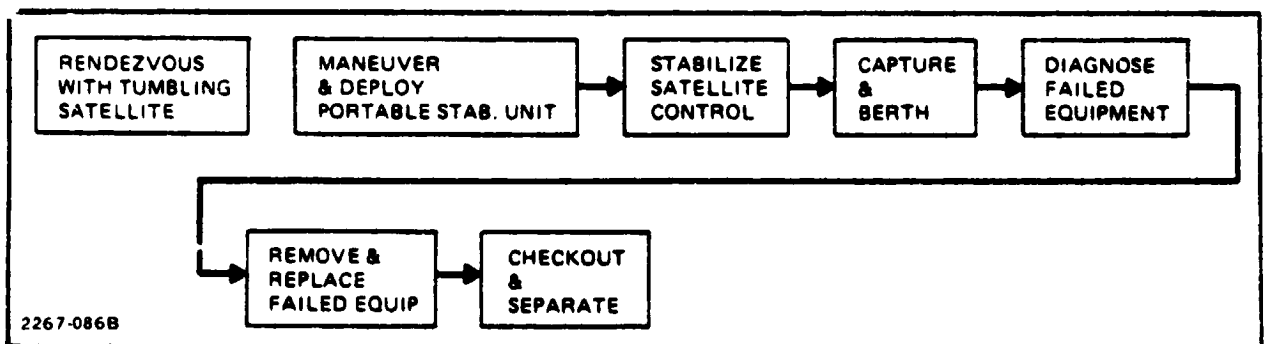 RENDEZVOUS
WITH TUMBLING
SATELLITE
MANEUVER
& DEPLOY
PORTABLE STAB. UNIT
STABILIZE
SATELLITE
CONTROL
CAPTURE
&
BERTH
DIAGNOSE
FAILED
EQUIPMENT
REMOVE &
REPLACE
FAILED EQUIP
CHECKOUT
&
SEPARATE
2267-086B